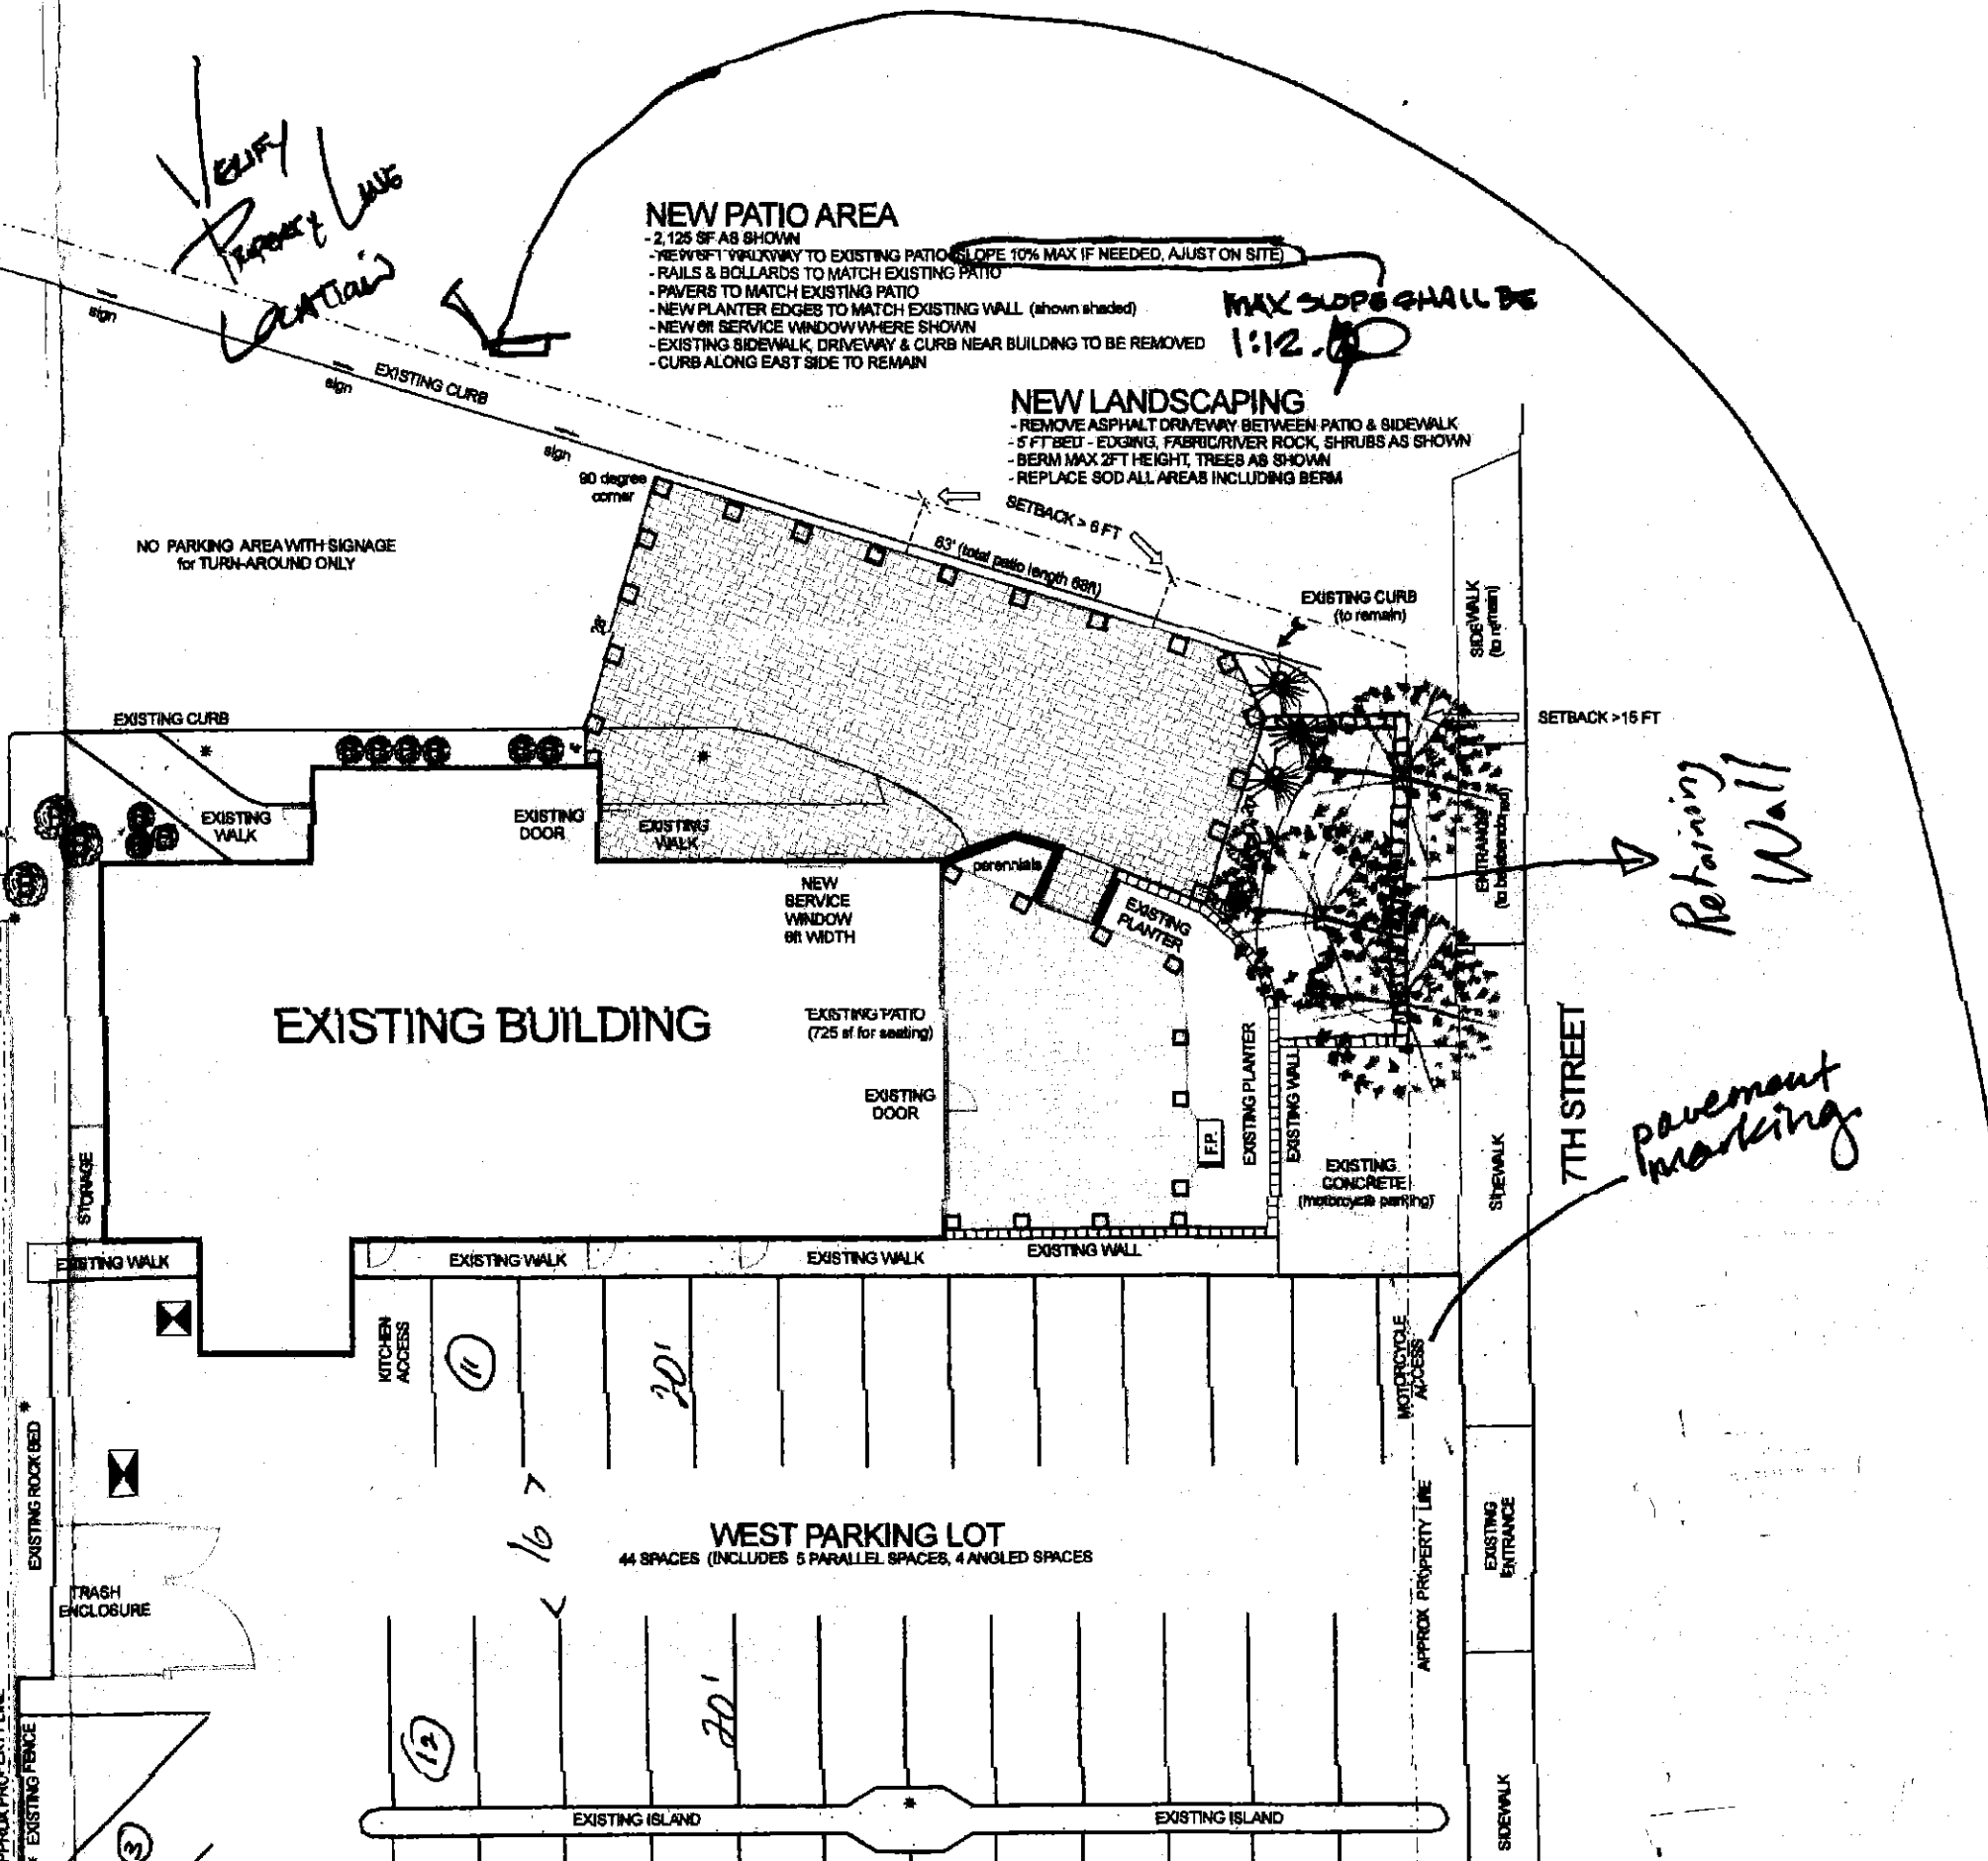 VERIFY
PROPERTY LINE
LOCATION
NEW PATIO AREA
- 2,125 SF AS SHOWN
- NEW 5FT WALKWAY TO EXISTING PATIO (SLOPE 10% MAX IF NEEDED, AJUST ON SITE)
- RAILS & BOLLARDS TO MATCH EXISTING PATIO
- PAVERS TO MATCH EXISTING PATIO
- NEW PLANTER EDGES TO MATCH EXISTING WALL (shown shaded)
- NEW 6ft SERVICE WINDOW WHERE SHOWN
- EXISTING SIDEWALK, DRIVEWAY & CURB NEAR BUILDING TO BE REMOVED
- CURB ALONG EAST SIDE TO REMAIN
MAX SLOPE SHALL BE
1:12.
NEW LANDSCAPING
- REMOVE ASPHALT DRIVEWAY BETWEEN PATIO & SIDEWALK
- 5 FT BED - EDGING, FABRIC/RIVER ROCK, SHRUBS AS SHOWN
- BERM MAX 2FT HEIGHT, TREES AS SHOWN
- REPLACE SOD ALL AREAS INCLUDING BERM
sign
sign
EXISTING CURB
sign
90 degree
corner
SETBACK > 6 FT
63' (total patio length 68ft)
NO PARKING AREA WITH SIGNAGE
for TURN-AROUND ONLY
28'
EXISTING CURB
(to remain)
SIDEWALK
(to remain)
EXISTING CURB
SETBACK >15 FT
EXISTING
WALK
EXISTING
DOOR
EXISTING
WALK
perennials
NEW
SERVICE
WINDOW
6ft WIDTH
EXISTING
PLANTER
ENTRANCE
Retaining
Wall
EXISTING BUILDING
EXISTING PATIO
(725 sf for seating)
EXISTING
DOOR
F.P.
EXISTING PLANTER
EXISTING WALL
EXISTING
CONCRETE
(motorcycle parking)
SIDEWALK
7TH STREET
pavement
marking
STORAGE
EXISTING WALK
EXISTING WALK
EXISTING WALK
EXISTING WALL
KITCHEN
ACCESS
11
20'
MOTORCYCLE
ACCESS
EXISTING ROCK BED
< 16 >
WEST PARKING LOT
44 SPACES (INCLUDES 5 PARALLEL SPACES, 4 ANGLED SPACES
APPROX PROPERTY LINE
EXISTING
ENTRANCE
TRASH
ENCLOSURE
12
20'
EXISTING FENCE
3
EXISTING ISLAND
EXISTING ISLAND
SIDEWALK